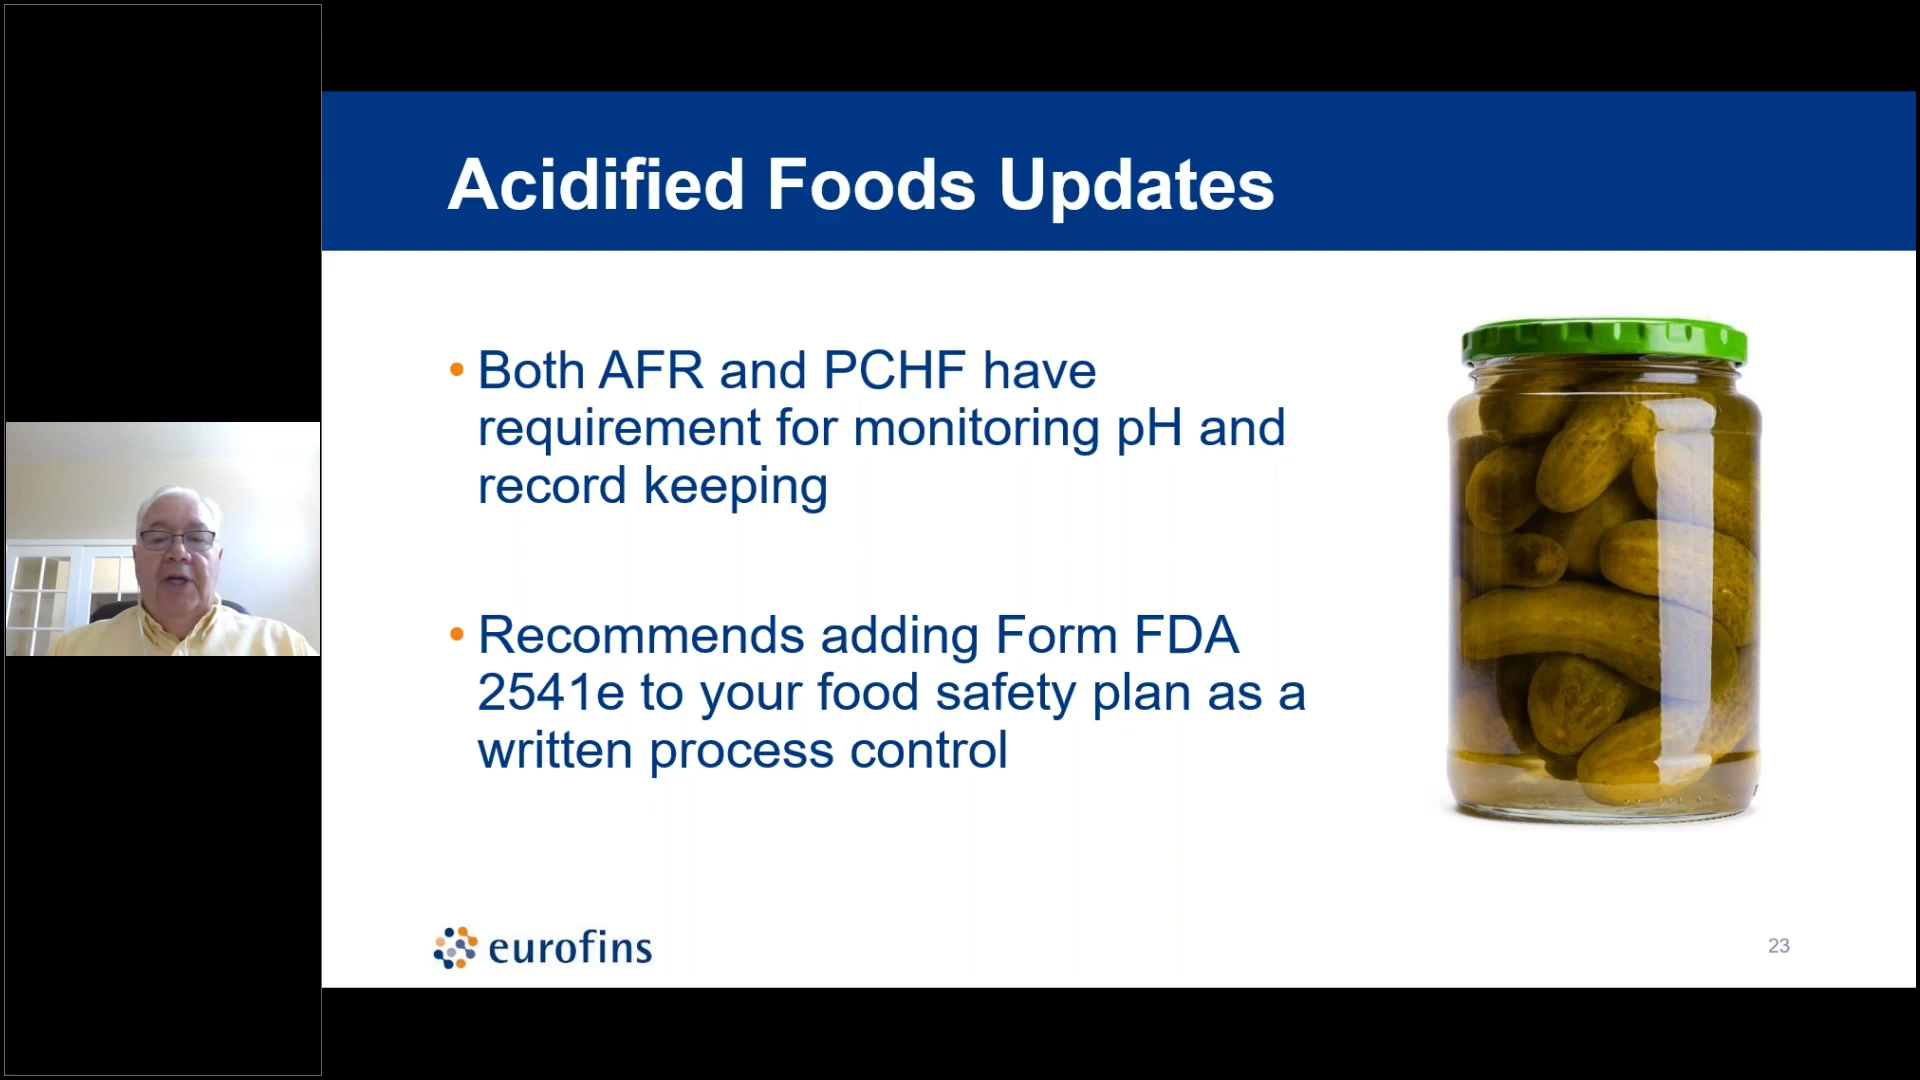 Acidified Foods Updates
• Both AFR and PCHF have
requirement for monitoring pH and
record keeping
• Recommends adding Form FDA
2541e to your food safety plan as a
written process control
eurofins
23